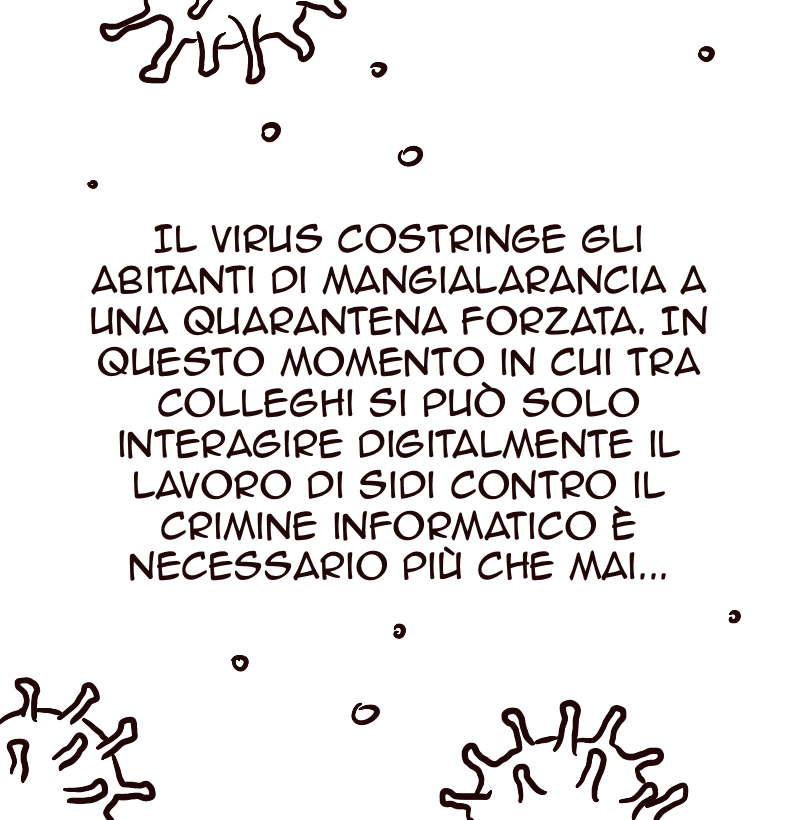 IL VIRUS COSTRINGE GLI
ABITANTI DI MANGIALARANCIA A
UNA QUARANTENA FORZATA. IN
QUESTO MOMENTO IN CUI TRA
COLLEGHI SI PUÒ SOLO
INTERAGIRE DIGITALMENTE IL
LAVORO DI SIDI CONTRO IL
CRIMINE INFORMATICO È
NECESSARIO PIÙ CHE MAI...